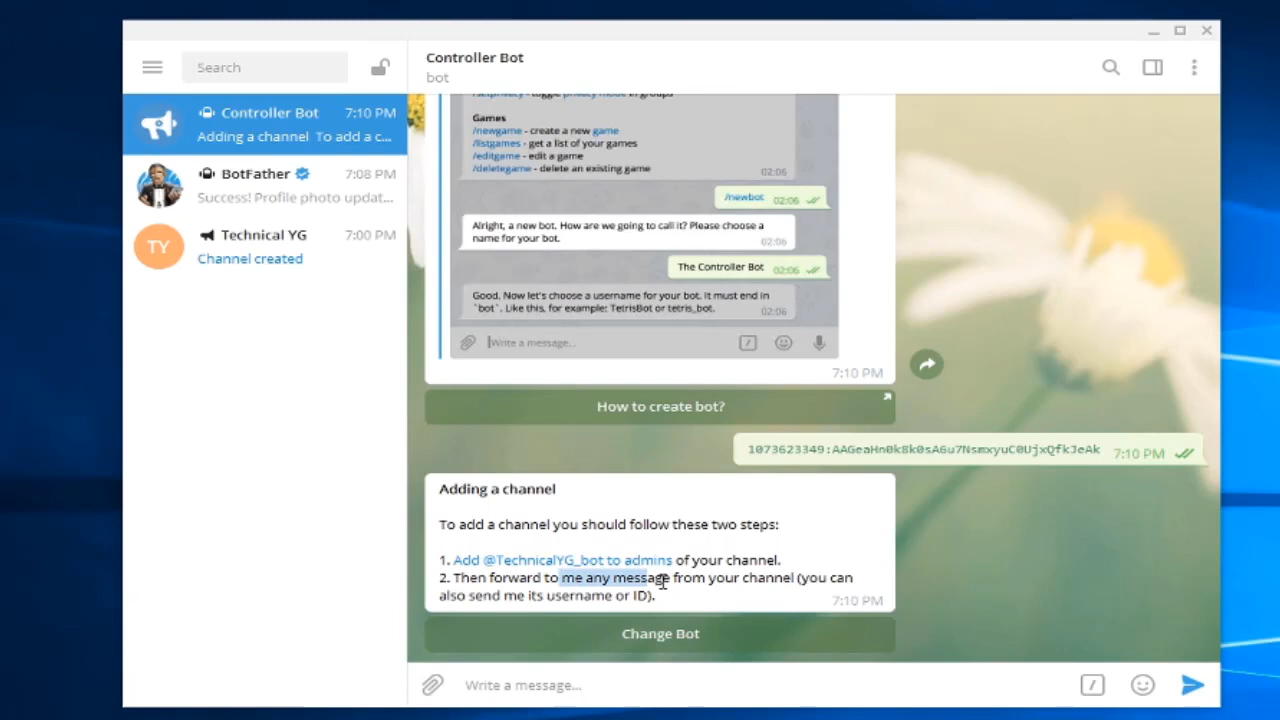 Search
Controller Bot
7:10 PM
Adding a channel To add a c...
BotFather
7:08 PM
Success! Profile photo updat...
TY
Technical YG
7:00 PM
Channel created
Controller Bot
bot
/setprivacy - toggle privacy mode in groups
Games
/newgame - create a new game
/listgames - get a list of your games
/editgame - edit a game
/deletegame - delete an existing game
02:06
/newbot 02:06
Alright, a new bot. How are we going to call it? Please choose a
name for your bot.
02:06
The Controller Bot 02:06
Good. Now let's choose a username for your bot. It must end in
`bot`. Like this, for example: TetrisBot or tetris_bot.
02:06
Write a message...
7:10 PM
How to create bot?
1073623349:AAGeaHn0k8k0sA6u7NsmxyuC0UjxQfkJeAk 7:10 PM
Adding a channel
To add a channel you should follow these two steps:
1. Add @TechnicalYG_bot to admins of your channel.
2. Then forward to me any message from your channel (you can
also send me its username or ID).
7:10 PM
Change Bot
Write a message...